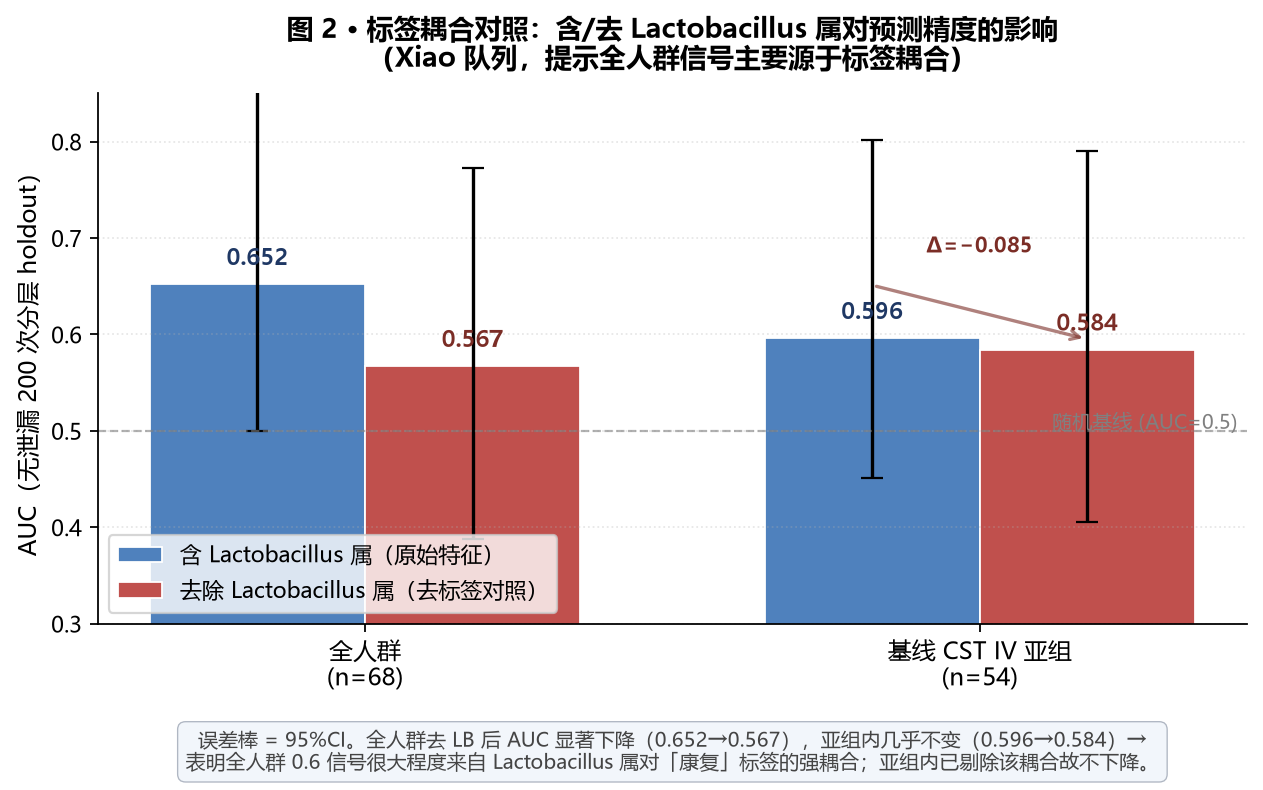 图 2 • 标签耦合对照：含/去 Lactobacillus 属对预测精度的影响
(Xiao 队列，提示全人群信号主要源于标签耦合)
AUC（无泄漏 200 次分层 holdout）
0.8
0.7
0.6
0.5
0.4
0.3
0.652
0.567
0.596
0.584
Δ=−0.085
随机基线 (AUC=0.5)
含 Lactobacillus 属（原始特征）
去除 Lactobacillus 属（去标签对照）
全人群
(n=68)
基线 CST IV 亚组
(n=54)
误差棒 = 95%CI。全人群去 LB 后 AUC 显著下降（0.652→0.567），亚组内几乎不变（0.596→0.584）→
表明全人群 0.6 信号很大程度来自 Lactobacillus 属对「康复」标签的强耦合；亚组内已剔除该耦合故不下降。